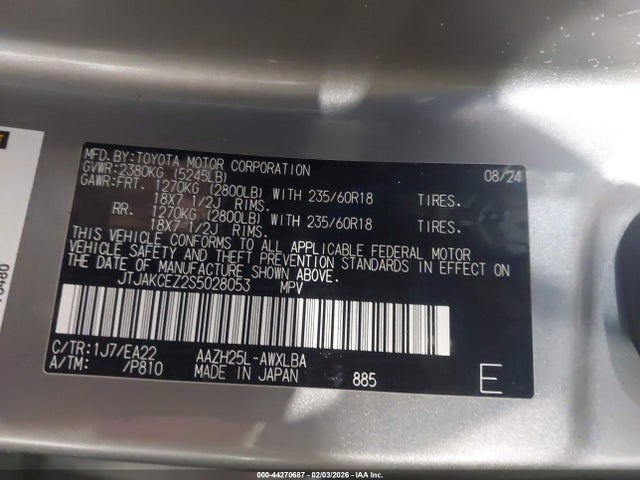 MFD.BY:TOYOTA MOTOR CORPORATION 08/24
GVWR:2380KG (5245LB)
GAWR:FRT. 1270KG (2800LB) WITH 235/60R18 TIRES.
18X7 1/2J RIMS.
RR. 1270KG (2800LB) WITH 235/60R18 TIRES.
18X7 1/2J RIMS.
THIS VEHICLE CONFORMS TO ALL APPLICABLE FEDERAL MOTOR
VEHICLE SAFETY AND THEFT PREVENTION STANDARDS IN EFFECT ON
THE DATE OF MANUFACTURE SHOWN ABOVE.
JTJAKCEZ2S5028053 MPV
C/TR:1J7/EA22 AAZH25L-AWXLBA
A/TM: /P810 MADE IN JAPAN 885 E
000-44270687 - 02/03/2026 - IAA Inc.